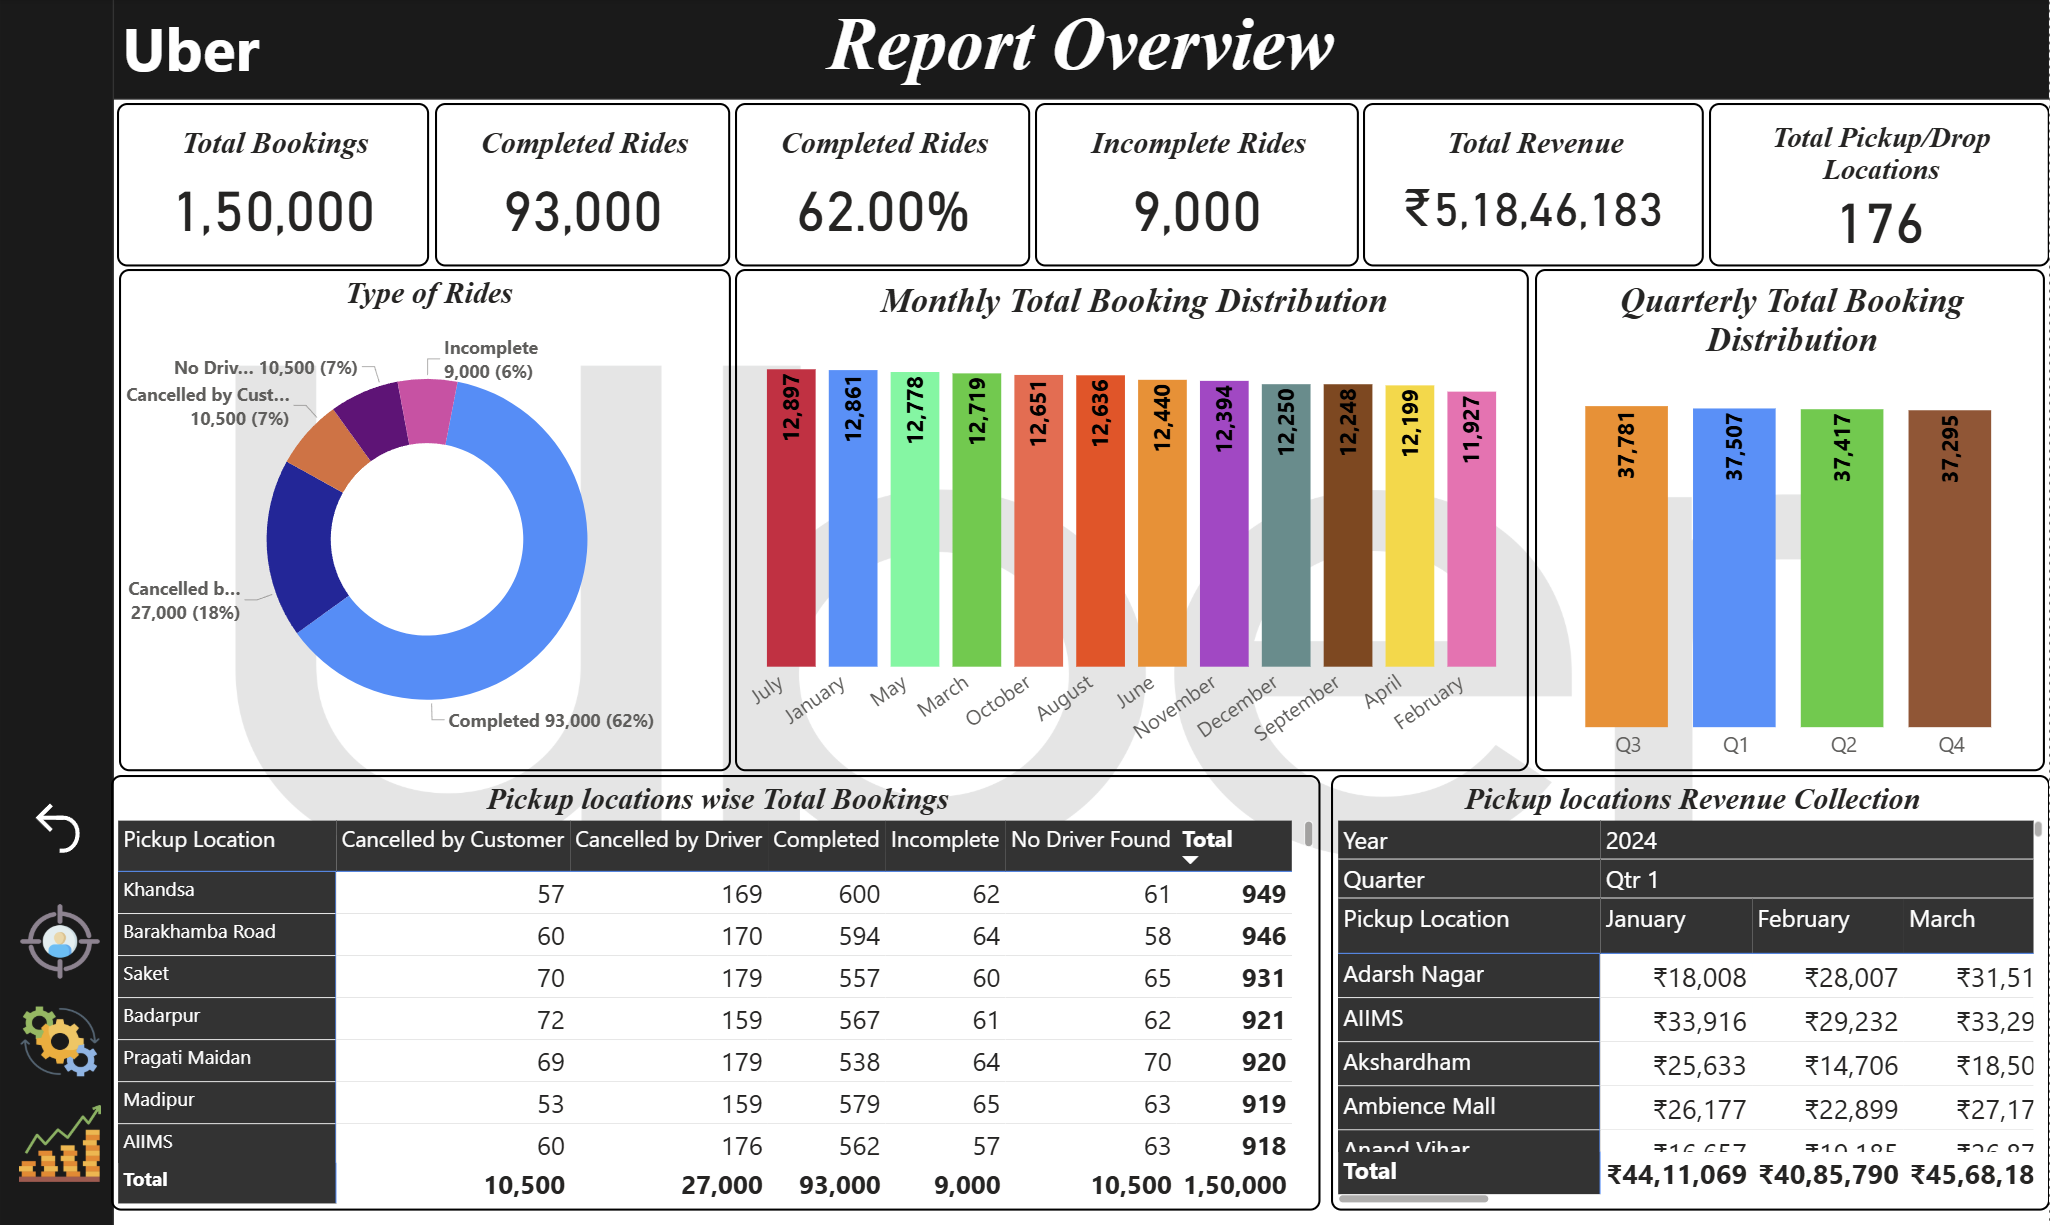 Uber
Report Overview
Total Bookings
1,50,000
Completed Rides
93,000
Completed Rides
62.00%
Incomplete Rides
9,000
Total Revenue
₹5,18,46,183
Total Pickup/Drop
Locations
176
Type of Rides
Incomplete
9,000 (6%)
No Driv... 10,500 (7%)
Cancelled by Cust...
10,500 (7%)
Cancelled b...
27,000 (18%)
Completed 93,000 (62%)
Monthly Total Booking Distribution
12,897
12,861
12,778
12,719
12,651
12,636
12,440
12,394
12,250
12,248
12,199
11,927
July
January
May
March
October
August
June
November
December
September
April
February
Quarterly Total Booking
Distribution
37,781
37,507
37,417
37,295
Q3
Q1
Q2
Q4
Uber
Pickup locations wise Total Bookings
Pickup Location Cancelled by Customer Cancelled by Driver Completed Incomplete No Driver Found Total
Khandsa 57 169 600 62 61 949
Barakhamba Road 60 170 594 64 58 946
Saket 70 179 557 60 65 931
Badarpur 72 159 567 61 62 921
Pragati Maidan 69 179 538 64 70 920
Madipur 53 159 579 65 63 919
AIIMS 60 176 562 57 63 918
Total 10,500 27,000 93,000 9,000 10,500 1,50,000
Pickup locations Revenue Collection
Year 2024
Quarter Qtr 1
Pickup Location January February March
Adarsh Nagar ₹18,008 ₹28,007 ₹31,51
AIIMS ₹33,916 ₹29,232 ₹33,29
Akshardham ₹25,633 ₹14,706 ₹18,50
Ambience Mall ₹26,177 ₹22,899 ₹27,17
Anand Vihar ₹16,657 ₹19,185 ₹26,87
Total ₹44,11,069 ₹40,85,790 ₹45,68,18